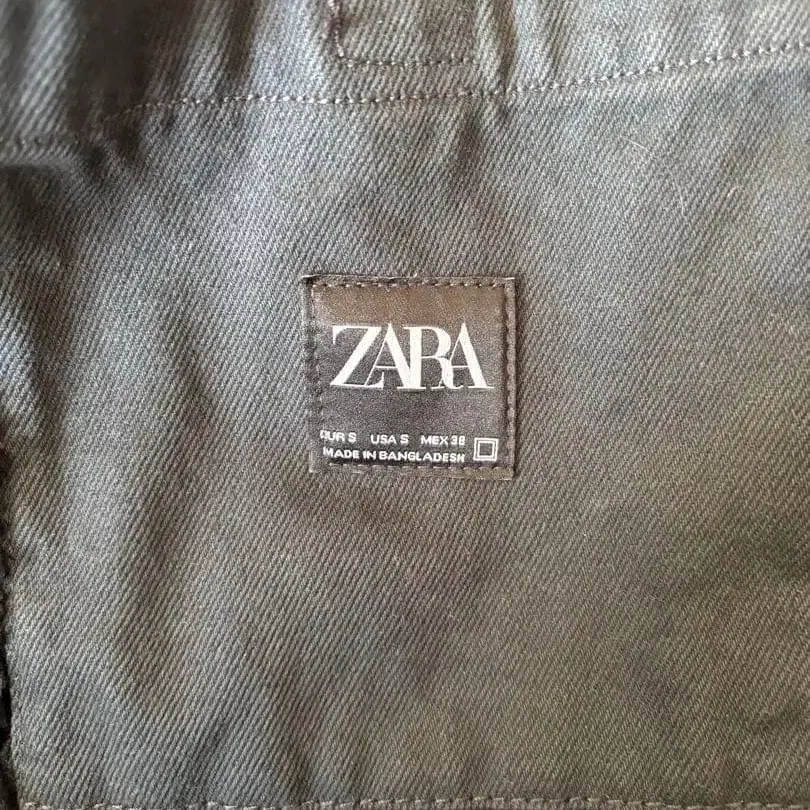 ZARA
EUR S USA S MEX 38
MADE IN BANGLADESH